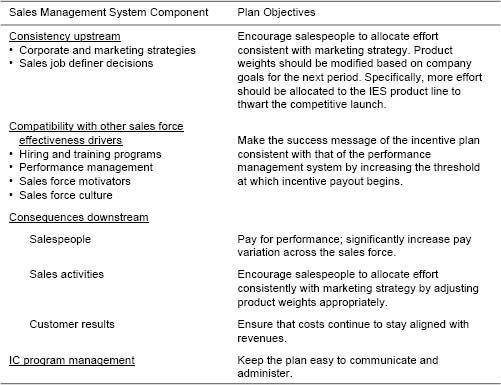 Sales Management System Component
Plan Objectives
Consistency upstream
• Corporate and marketing strategies
• Sales job definer decisions
Encourage salespeople to allocate effort
consistent with marketing strategy. Product
weights should be modified based on company
goals for the next period. Specifically, more effort
should be allocated to the IES product line to
thwart the competitive launch.
Compatibility with other sales force
effectiveness drivers
• Hiring and training programs
• Performance management
• Sales force motivators
• Sales force culture
Make the success message of the incentive plan
consistent with that of the performance
management system by increasing the threshold
at which incentive payout begins.
Consequences downstream
Salespeople
Pay for performance; significantly increase pay
variation across the sales force.
Sales activities
Encourage salespeople to allocate effort
consistently with marketing strategy by adjusting
product weights appropriately.
Customer results
Ensure that costs continue to stay aligned with
revenues.
IC program management
Keep the plan easy to communicate and
administer.